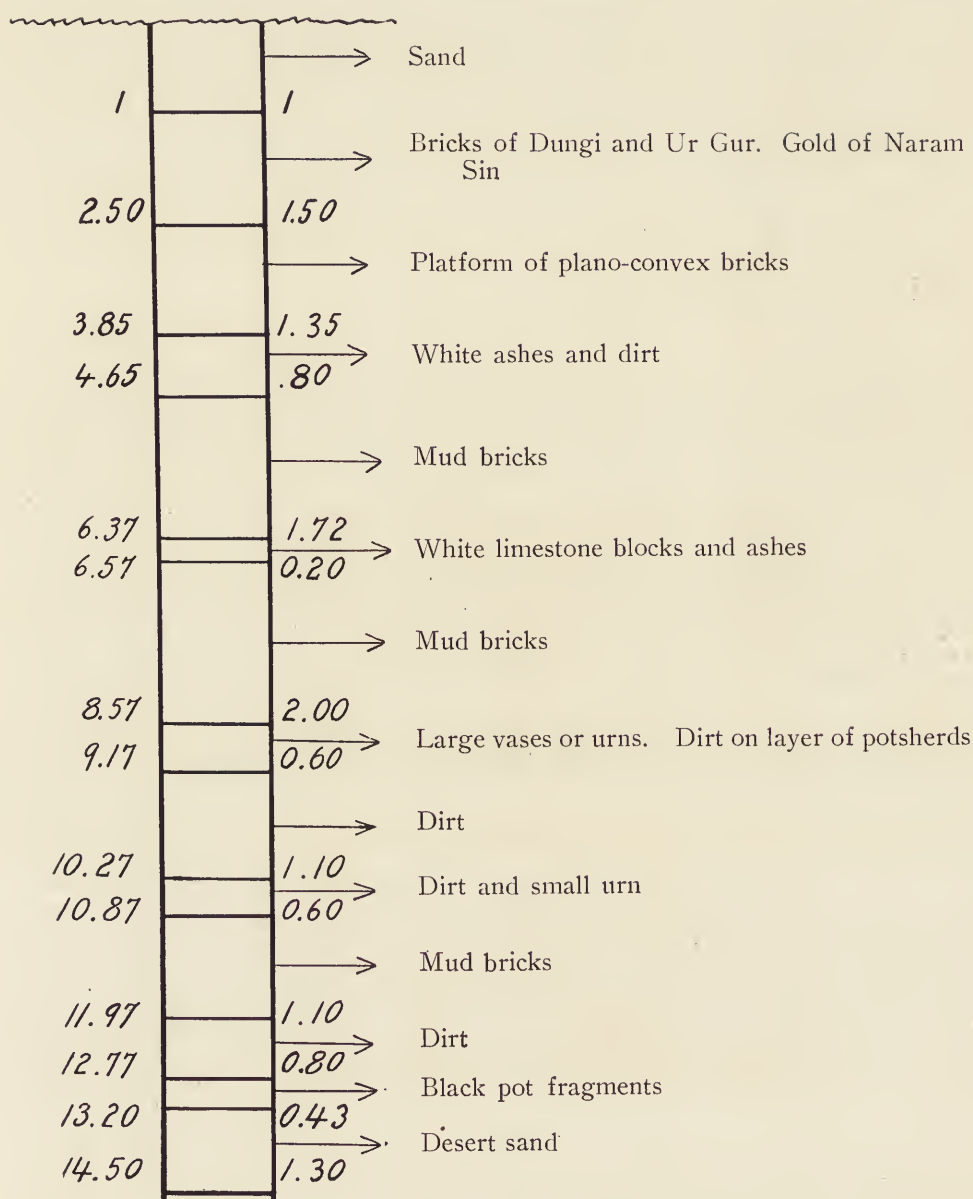 Sand
1 1
Bricks of Dungi and Ur Gur. Gold of Naram
Sin
2.50 1.50
Platform of plano-convex bricks
3.85 1.35
White ashes and dirt
4.65 .80
Mud bricks
6.37 1.72
White limestone blocks and ashes
6.57 0.20
Mud bricks
8.57 2.00
Large vases or urns. Dirt on layer of potsherds
9.17 0.60
Dirt
10.27 1.10
Dirt and small urn
10.87 0.60
Mud bricks
11.97 1.10
Dirt
12.77 0.80
Black pot fragments
13.20 0.43
Desert sand
14.50 1.30